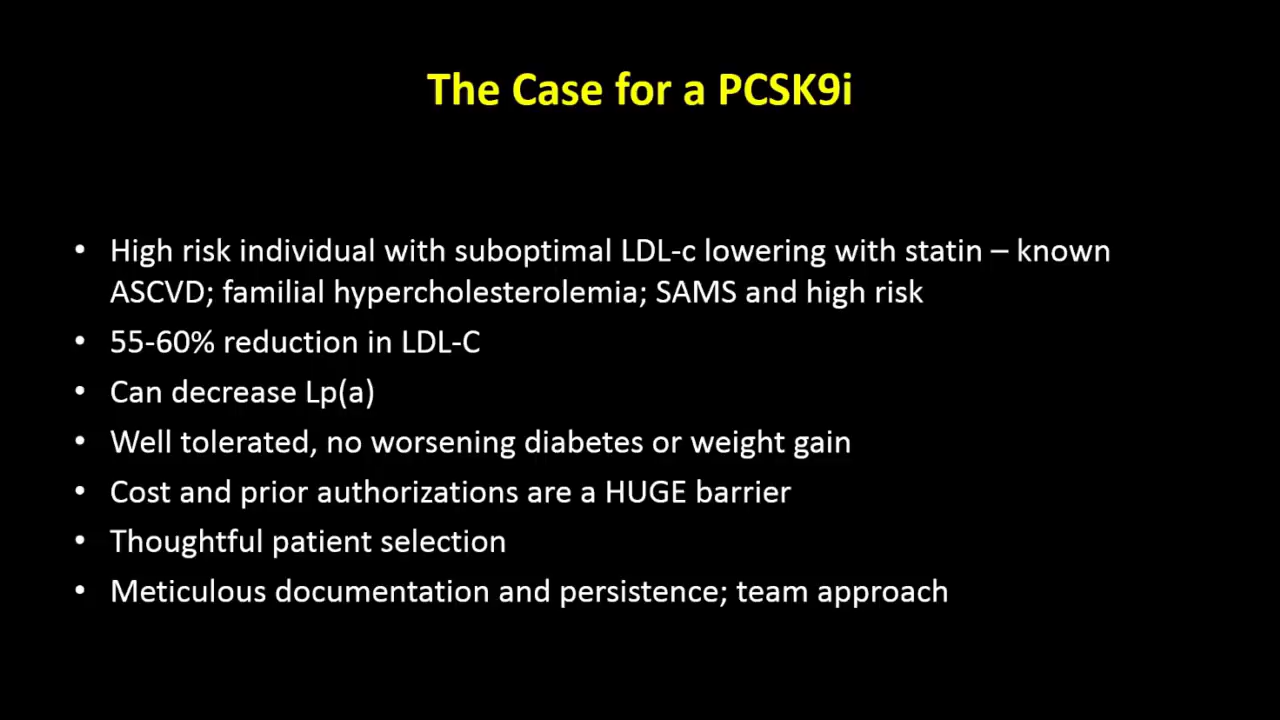 The Case for a PCSK9i
• High risk individual with suboptimal LDL-c lowering with statin – known
ASCVD; familial hypercholesterolemia; SAMS and high risk
• 55-60% reduction in LDL-C
• Can decrease Lp(a)
• Well tolerated, no worsening diabetes or weight gain
• Cost and prior authorizations are a HUGE barrier
• Thoughtful patient selection
• Meticulous documentation and persistence; team approach